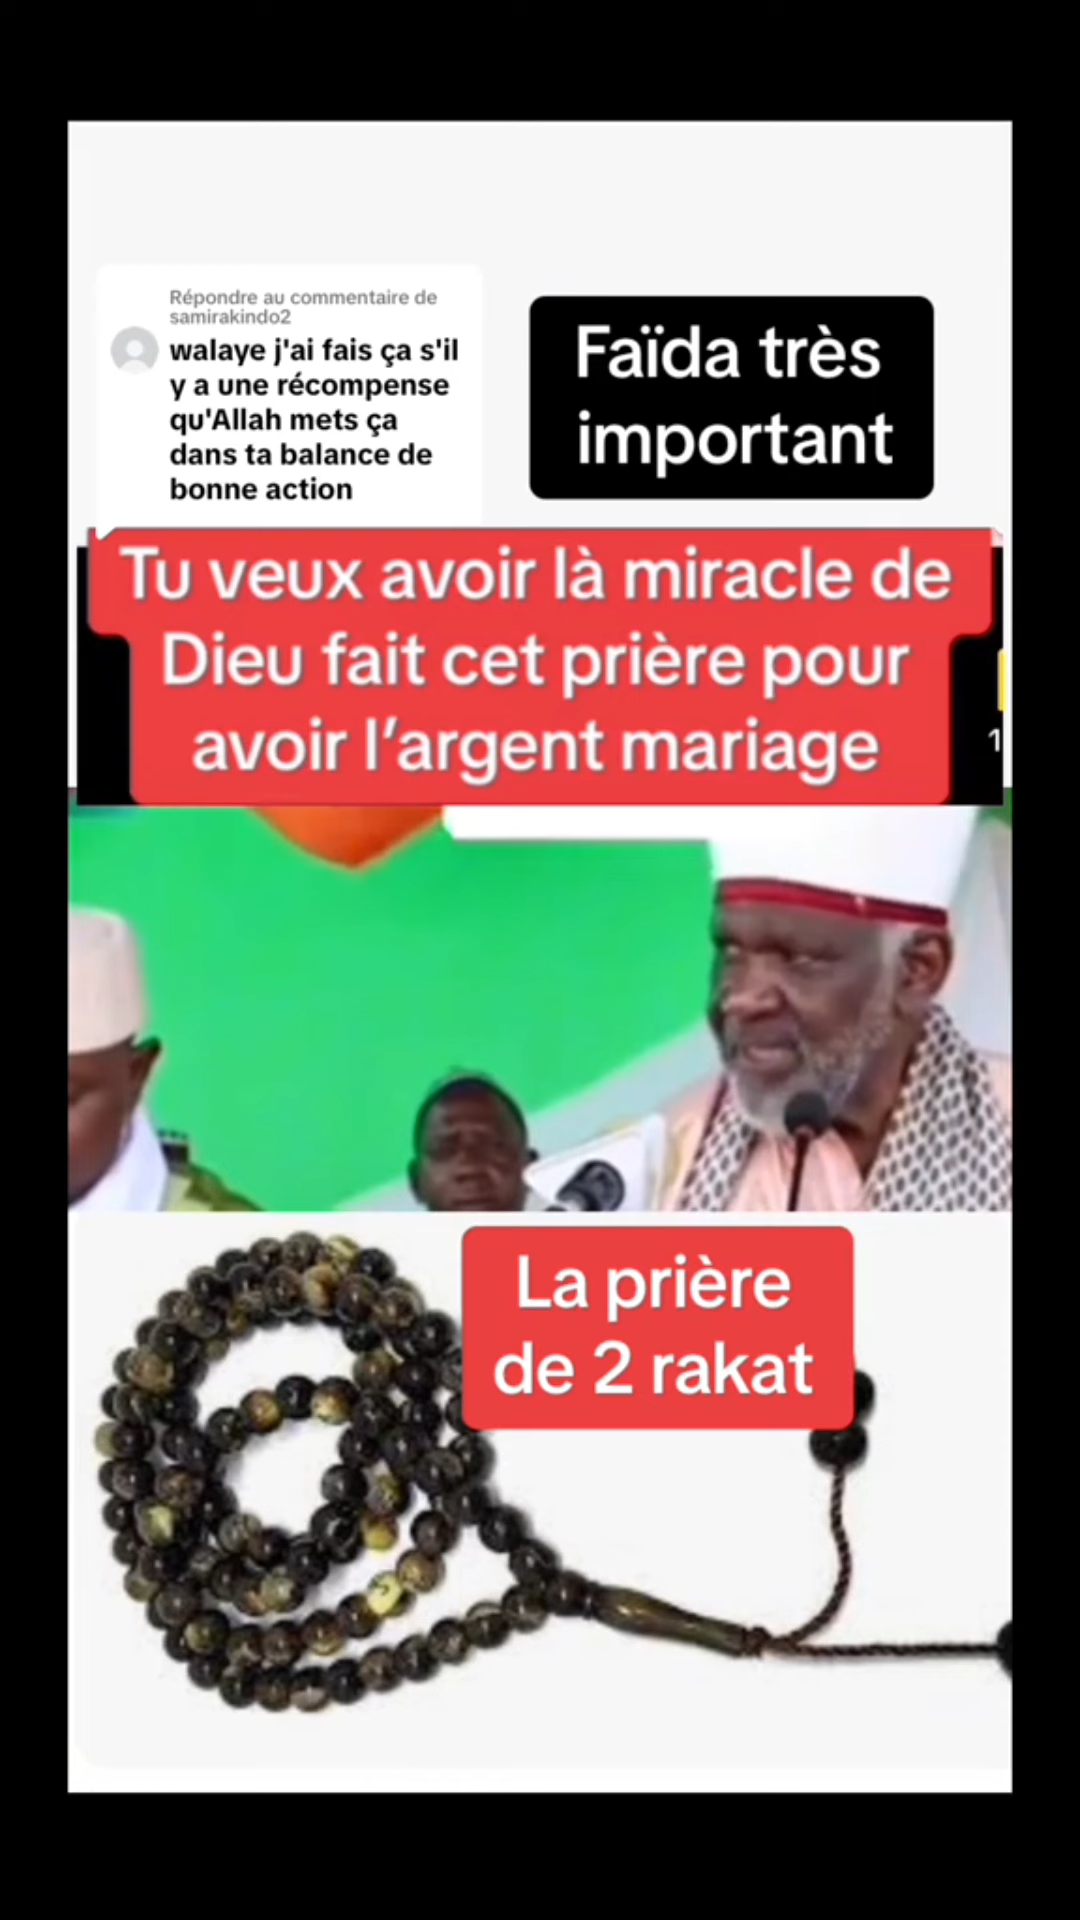 Répondre au commentaire de
samirakindo2
walaye j'ai fais ça s'il
y a une récompense
qu'Allah mets ça
dans ta balance de
bonne action
Faïda très
important
Tu veux avoir là miracle de
Dieu fait cet prière pour
avoir l’argent mariage
1
La prière
de 2 rakat